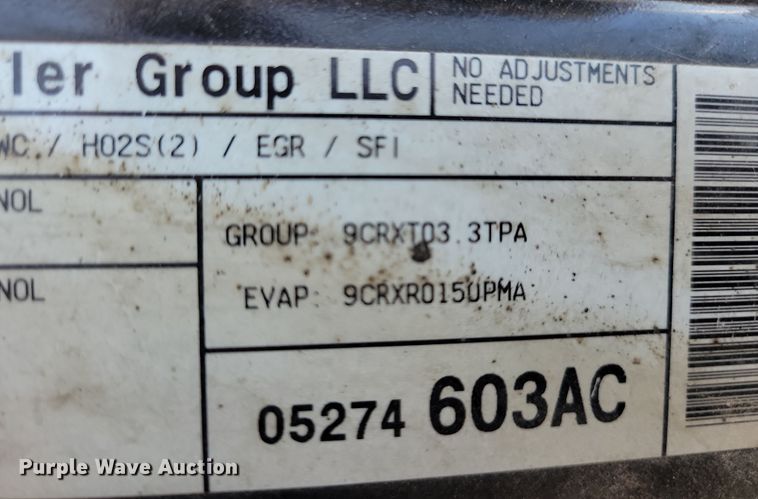 ler Group LLC
NO ADJUSTMENTS
NEEDED
WC / HO2S(2) / EGR / SFI
NOL
GROUP: 9CRXT03.3TPA
NOL
EVAP: 9CRXR0150PMA
05274 603AC
Purple Wave Auction